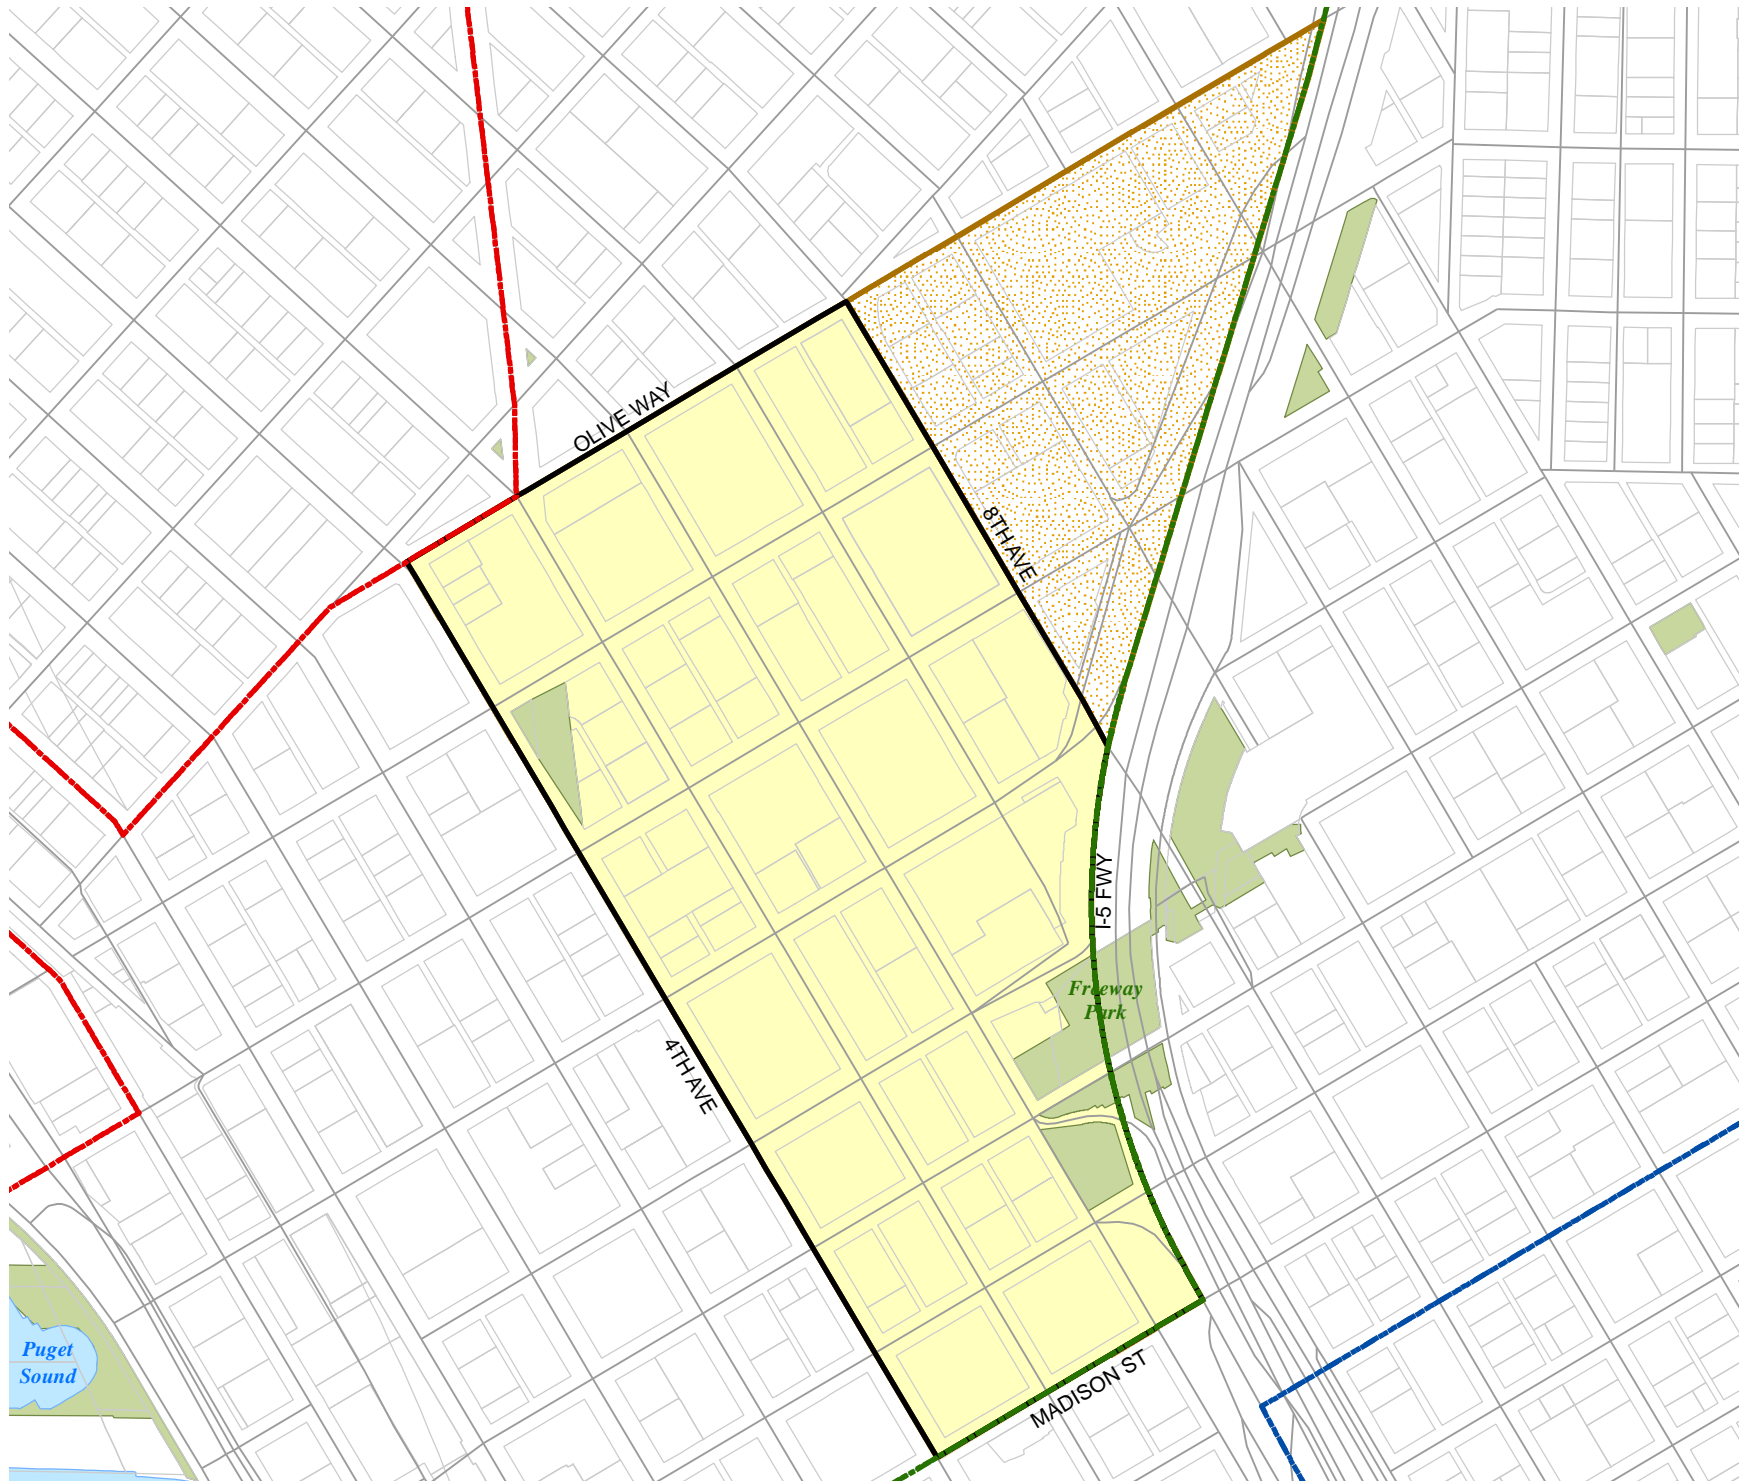 OLIVE WAY
8TH AVE
I-5 FWY
Freeway
Park
4TH AVE
Puget
Sound
MADISON ST